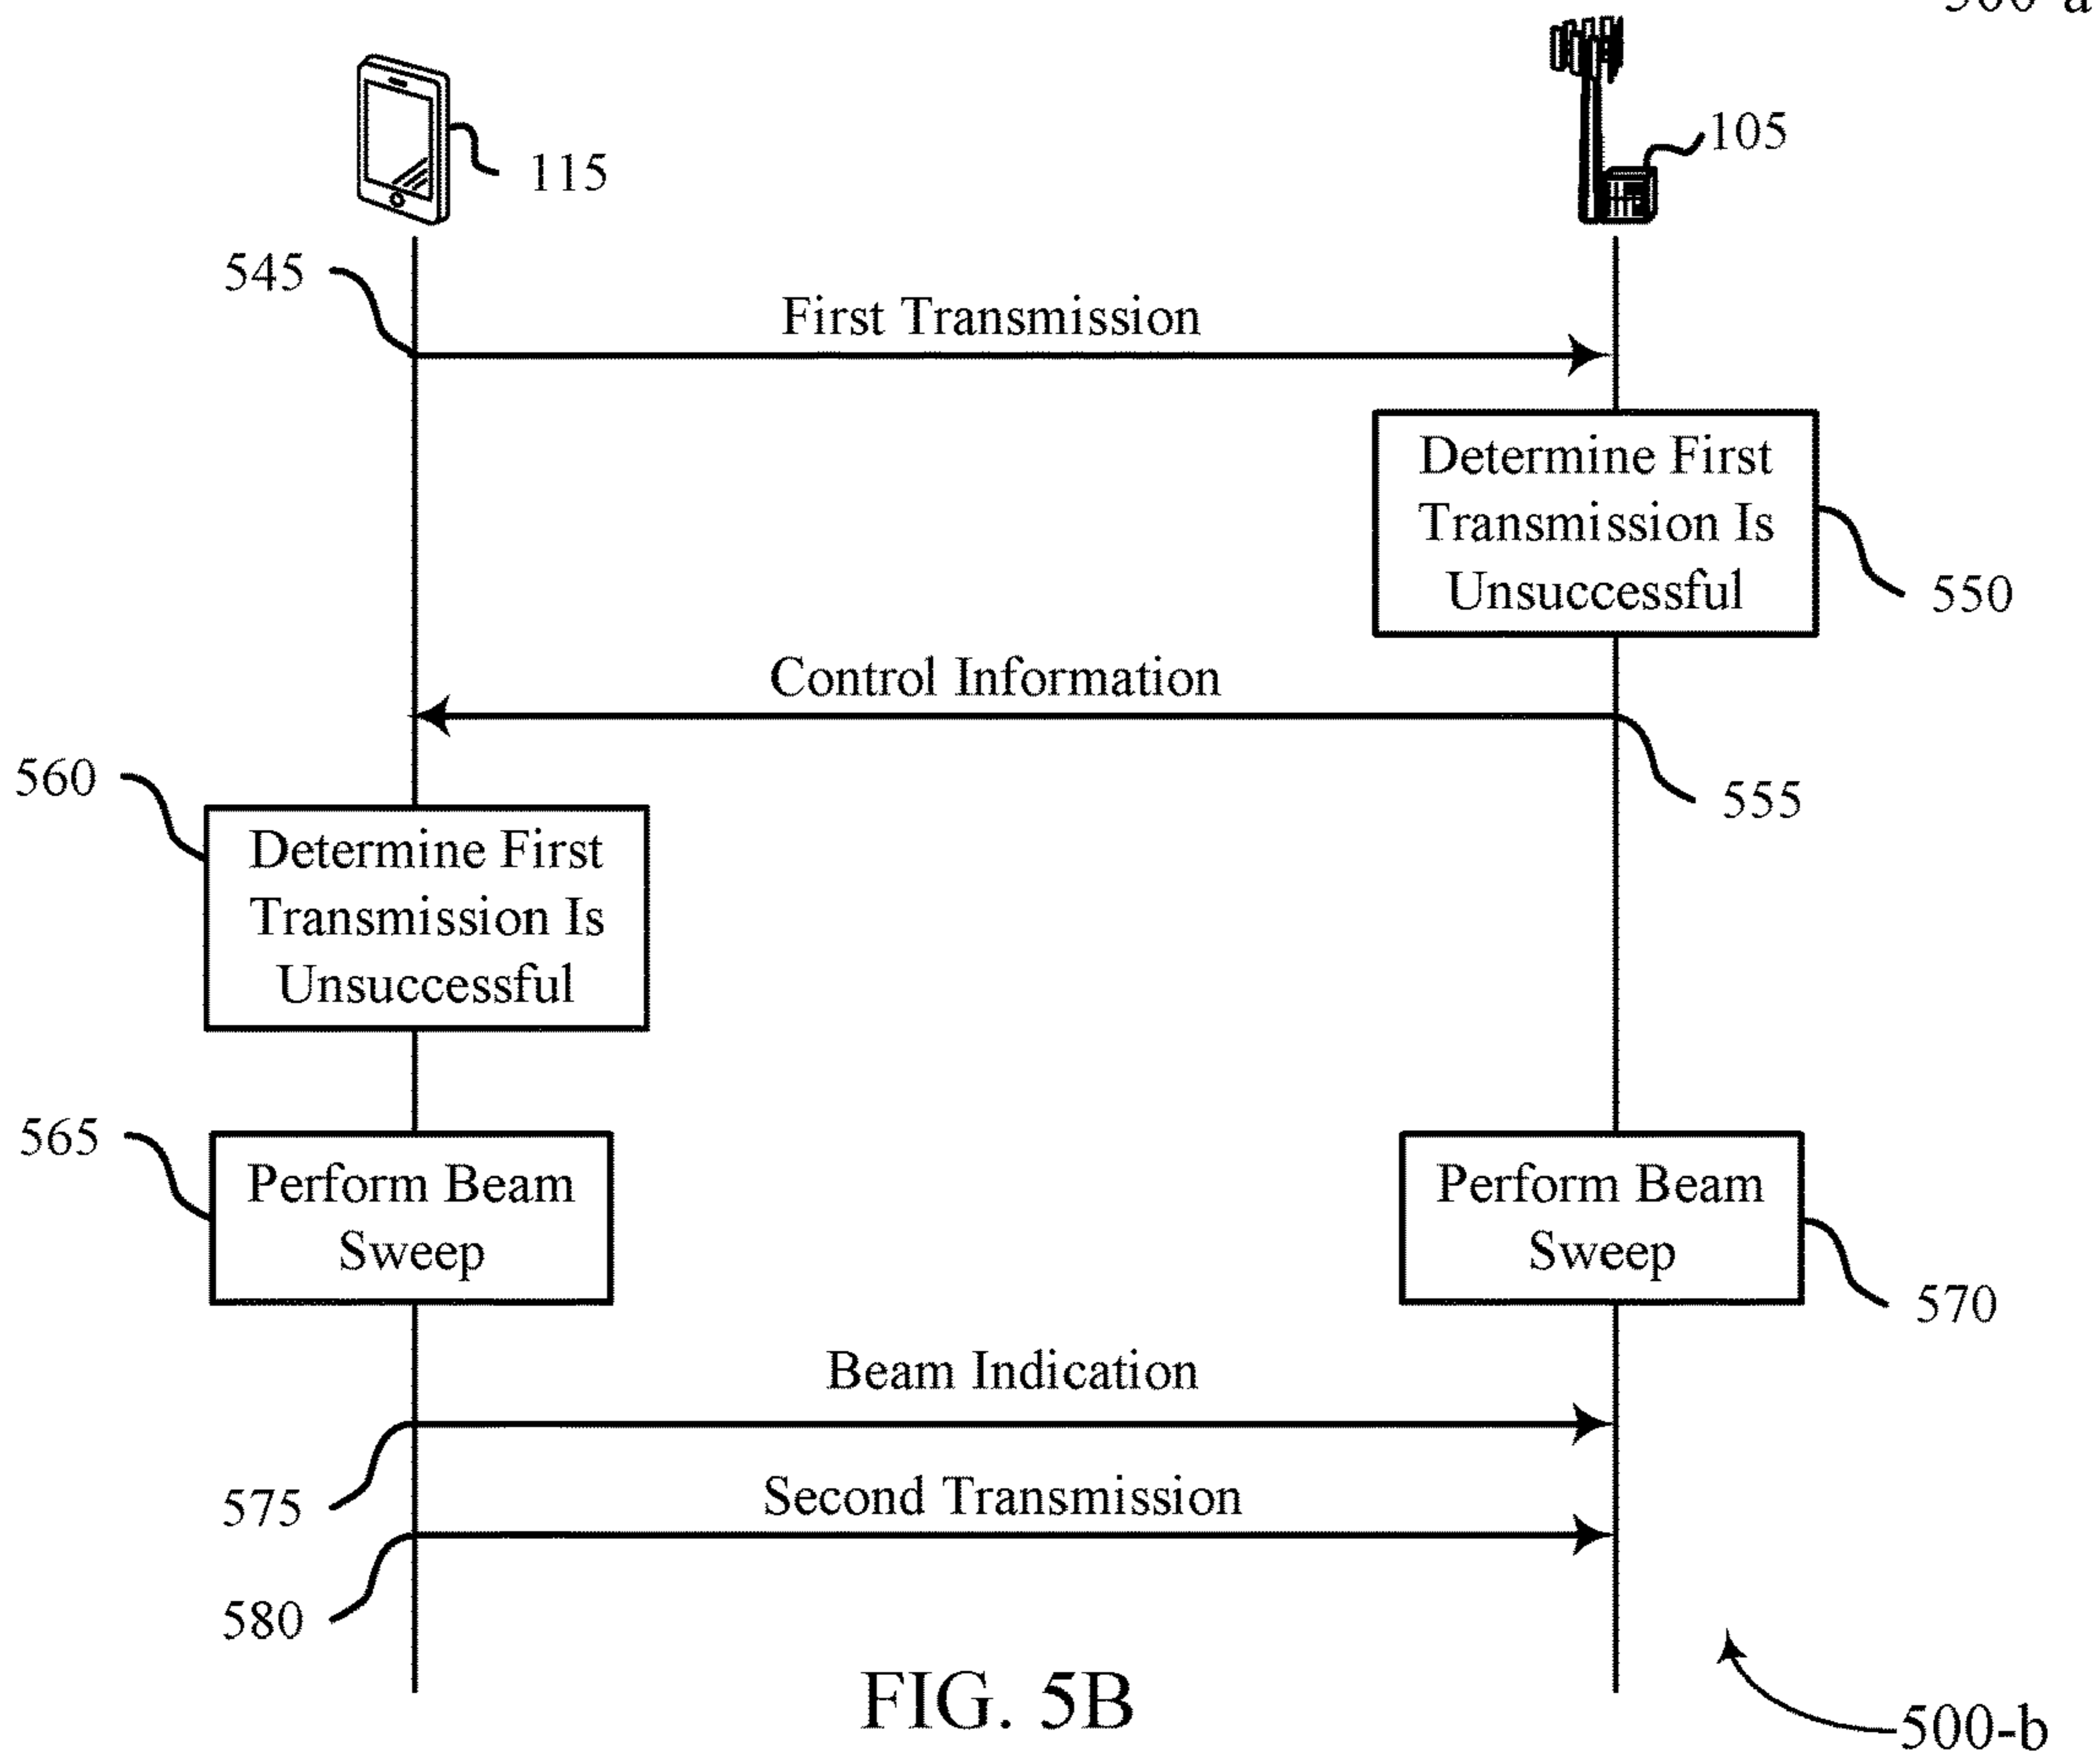 500-a
115
105
545
First Transmission
Determine First
Transmission Is
Unsuccessful
550
Control Information
555
560
Determine First
Transmission Is
Unsuccessful
565
Perform Beam
Sweep
Perform Beam
Sweep
570
Beam Indication
575
Second Transmission
580
FIG. 5B
500-b